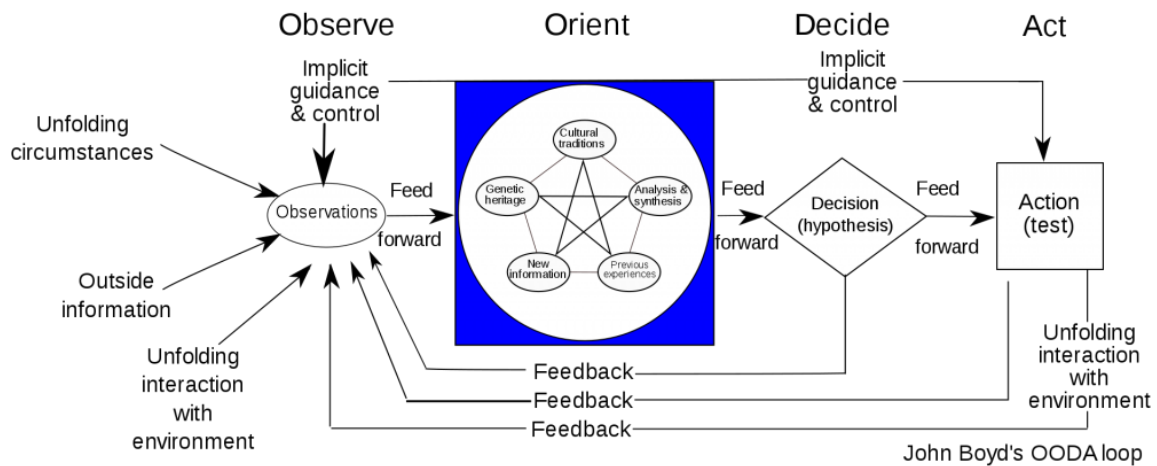 Observe
Orient
Decide
Act
Implicit
guidance
& control
Implicit
guidance
& control
Unfolding
circumstances
Observations
Outside
information
Unfolding
interaction
with
environment
Feed
forward
Cultural
traditions
Genetic
heritage
Analysis &
synthesis
New
information
Previous
experiences
Feed
forward
Decision
(hypothesis)
Feed
forward
Action
(test)
Unfolding
interaction
with
environment
Feedback
Feedback
Feedback
John Boyd's OODA loop